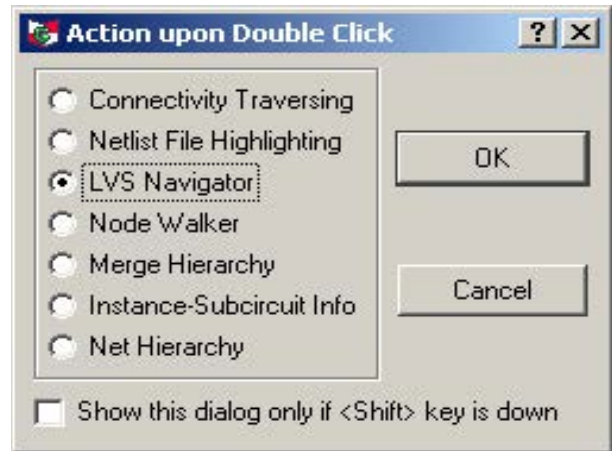 Action upon Double Click
Connectivity Traversing
Netlist File Highlighting
LVS Navigator
Node Walker
Merge Hierarchy
Instance-Subcircuit Info
Net Hierarchy
OK
Cancel
Show this dialog only if <Shift> key is down